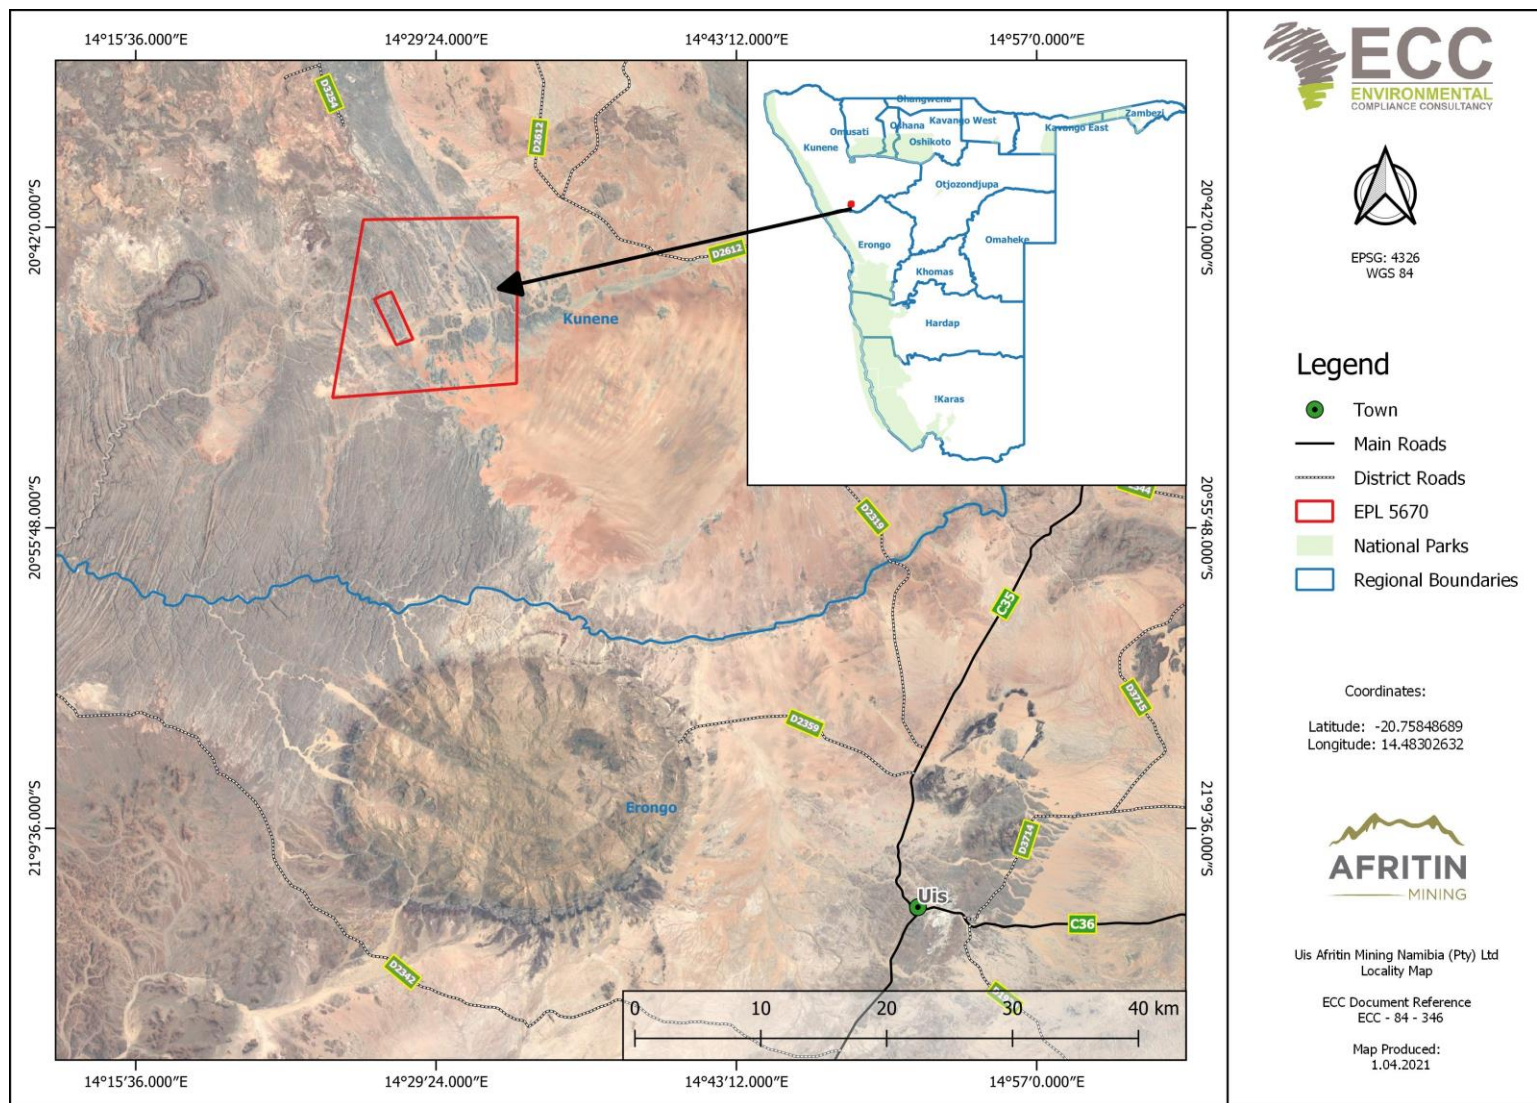 14°15'36.000"E
14°29'24.000"E
14°43'12.000"E
14°57'0.000"E
20°42'0.000"S
20°55'48.000"S
21°9'36.000"S
20°42'0.000"S
20°55'48.000"S
21°9'36.000"S
D3254
D2612
D2612
Kunene
D2319
C35
D3715
D2359
Erongo
D3714
Uis
C36
D2342
0 10 20 30 40 km
14°15'36.000"E
14°29'24.000"E
14°43'12.000"E
14°57'0.000"E
Ohangwena
Omusati
Oshana
Kavango West
Kavango East
Zambezi
Kunene
Oshikoto
Otjozondjupa
Erongo
Omaheke
Khomas
Hardap
!Karas
ECC
ENVIRONMENTAL
COMPLIANCE CONSULTANCY
EPSG: 4326
WGS 84
Legend
Town
Main Roads
District Roads
EPL 5670
National Parks
Regional Boundaries
Coordinates:
Latitude: -20.75848689
Longitude: 14.48302632
AFRITIN
MINING
Uis Afritin Mining Namibia (Pty) Ltd
Locality Map
ECC Document Reference
ECC - 84 - 346
Map Produced:
1.04.2021